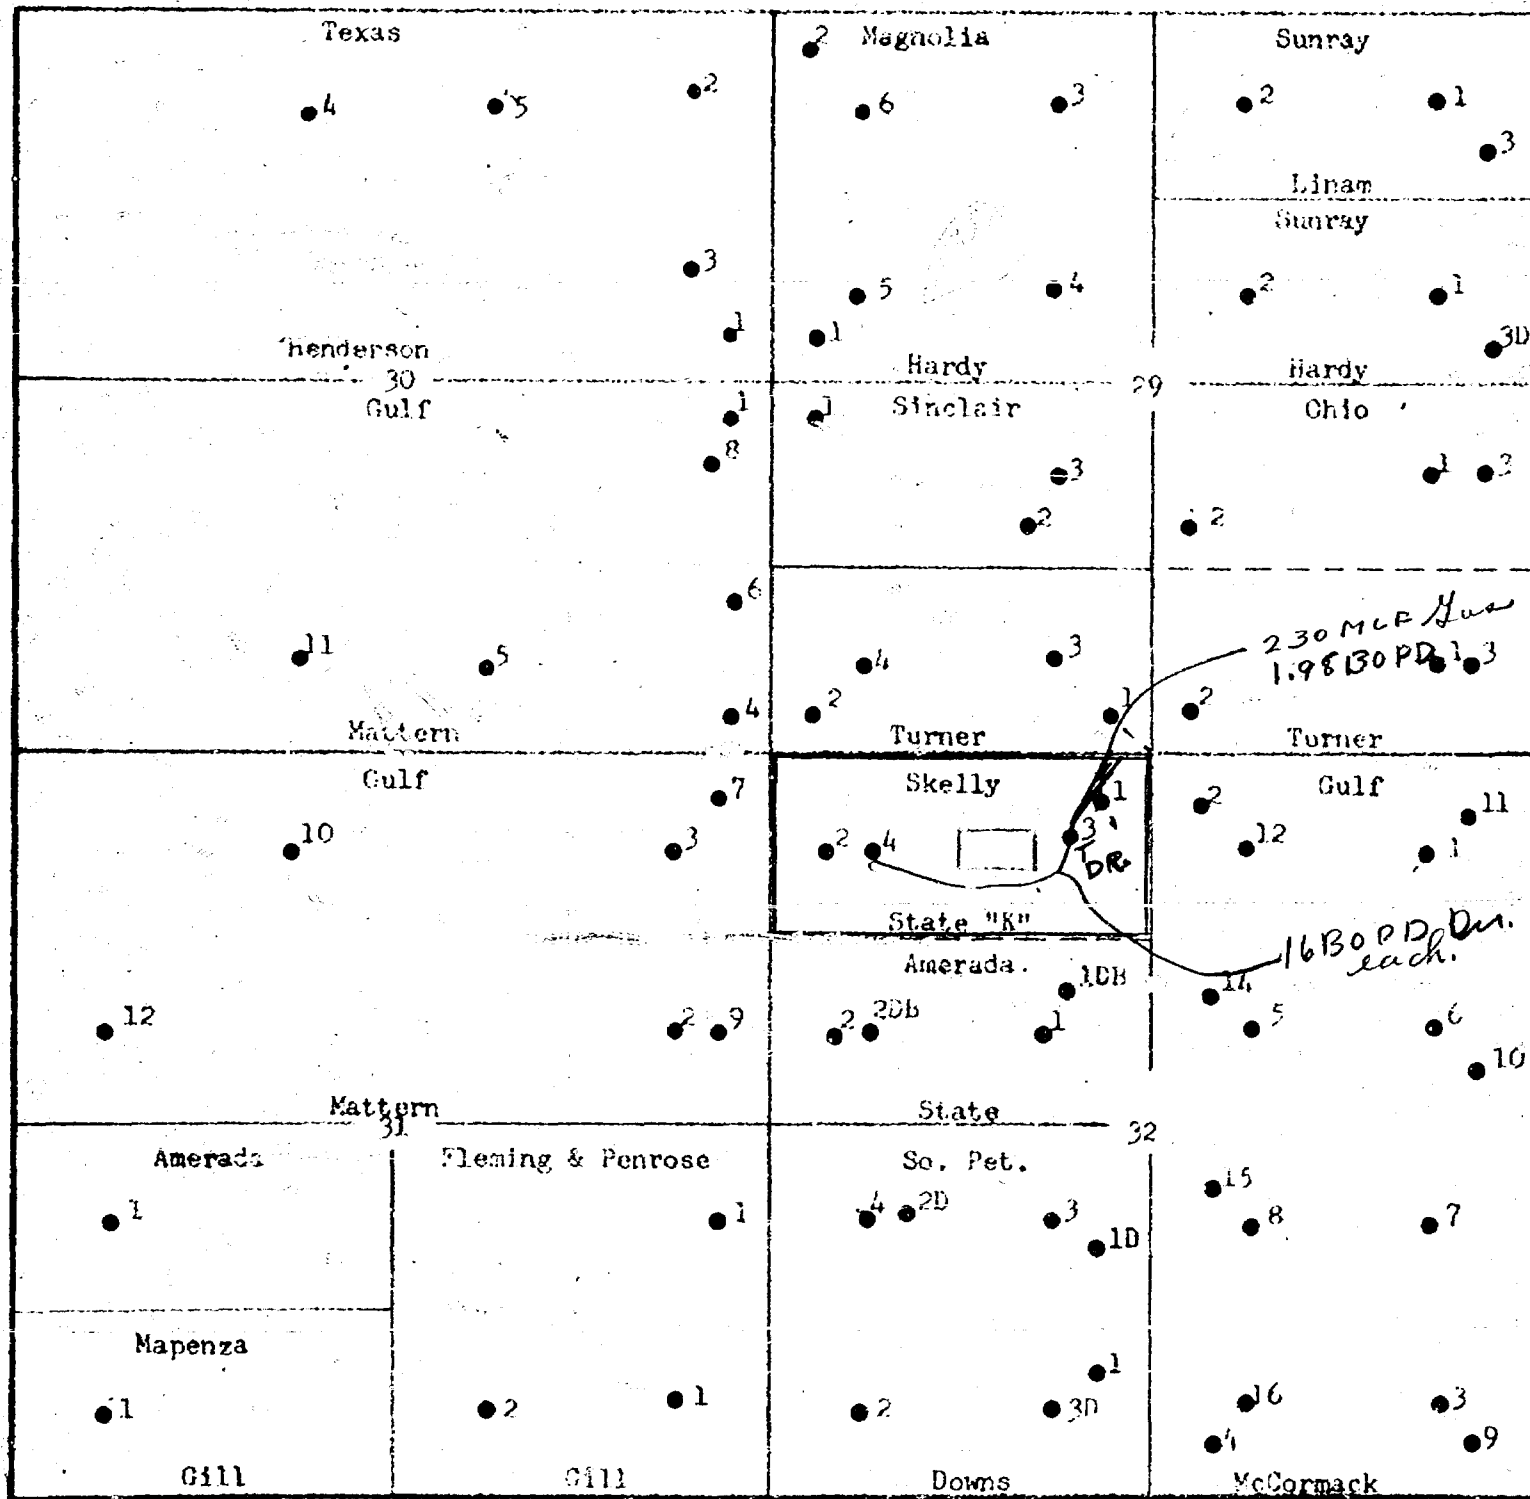 Texas
4 5 2
3
1
Henderson
30
Magnolia
2
6 3
5 4
1
Hardy
29
Sunray
2 1
3
Linam
Sunray
2 1
3D
Hardy
Gulf
1
8
6
11 5
4
Mattern
Sinclair
1
3
2
4 3
2 1
Turner
Ohio
1 3
2
230 MCF Gas
1.98 BOPD
1 3
2
Turner
Gulf
7
10 3
12 2 9
Mattern
31
Skelly
1
2 4 3
DR.
State "K"
Gulf
2 11
12 1
16 BOPD
each.
14
5 6
10
Amerada.
1DB
2 2DB 1
State
32
Amerada
1
Mapenza
1
Gill
Fleming & Penrose
1
2 1
Gill
So. Pet.
4 2D 3
1D
1
2 3D
Downs
15
8 7
16 3
4 9
McCormack